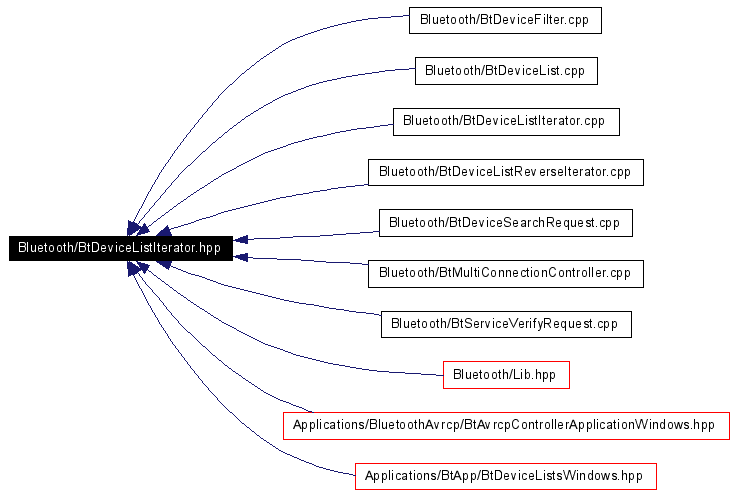 Bluetooth/BtDeviceFilter.cpp
Bluetooth/BtDeviceList.cpp
Bluetooth/BtDeviceListIterator.cpp
Bluetooth/BtDeviceListReverseIterator.cpp
Bluetooth/BtDeviceSearchRequest.cpp
Bluetooth/BtDeviceListIterator.hpp
Bluetooth/BtMultiConnectionController.cpp
Bluetooth/BtServiceVerifyRequest.cpp
Bluetooth/Lib.hpp
Applications/BluetoothAvrcp/BtAvrcpControllerApplicationWindows.hpp
Applications/BtApp/BtDeviceListsWindows.hpp